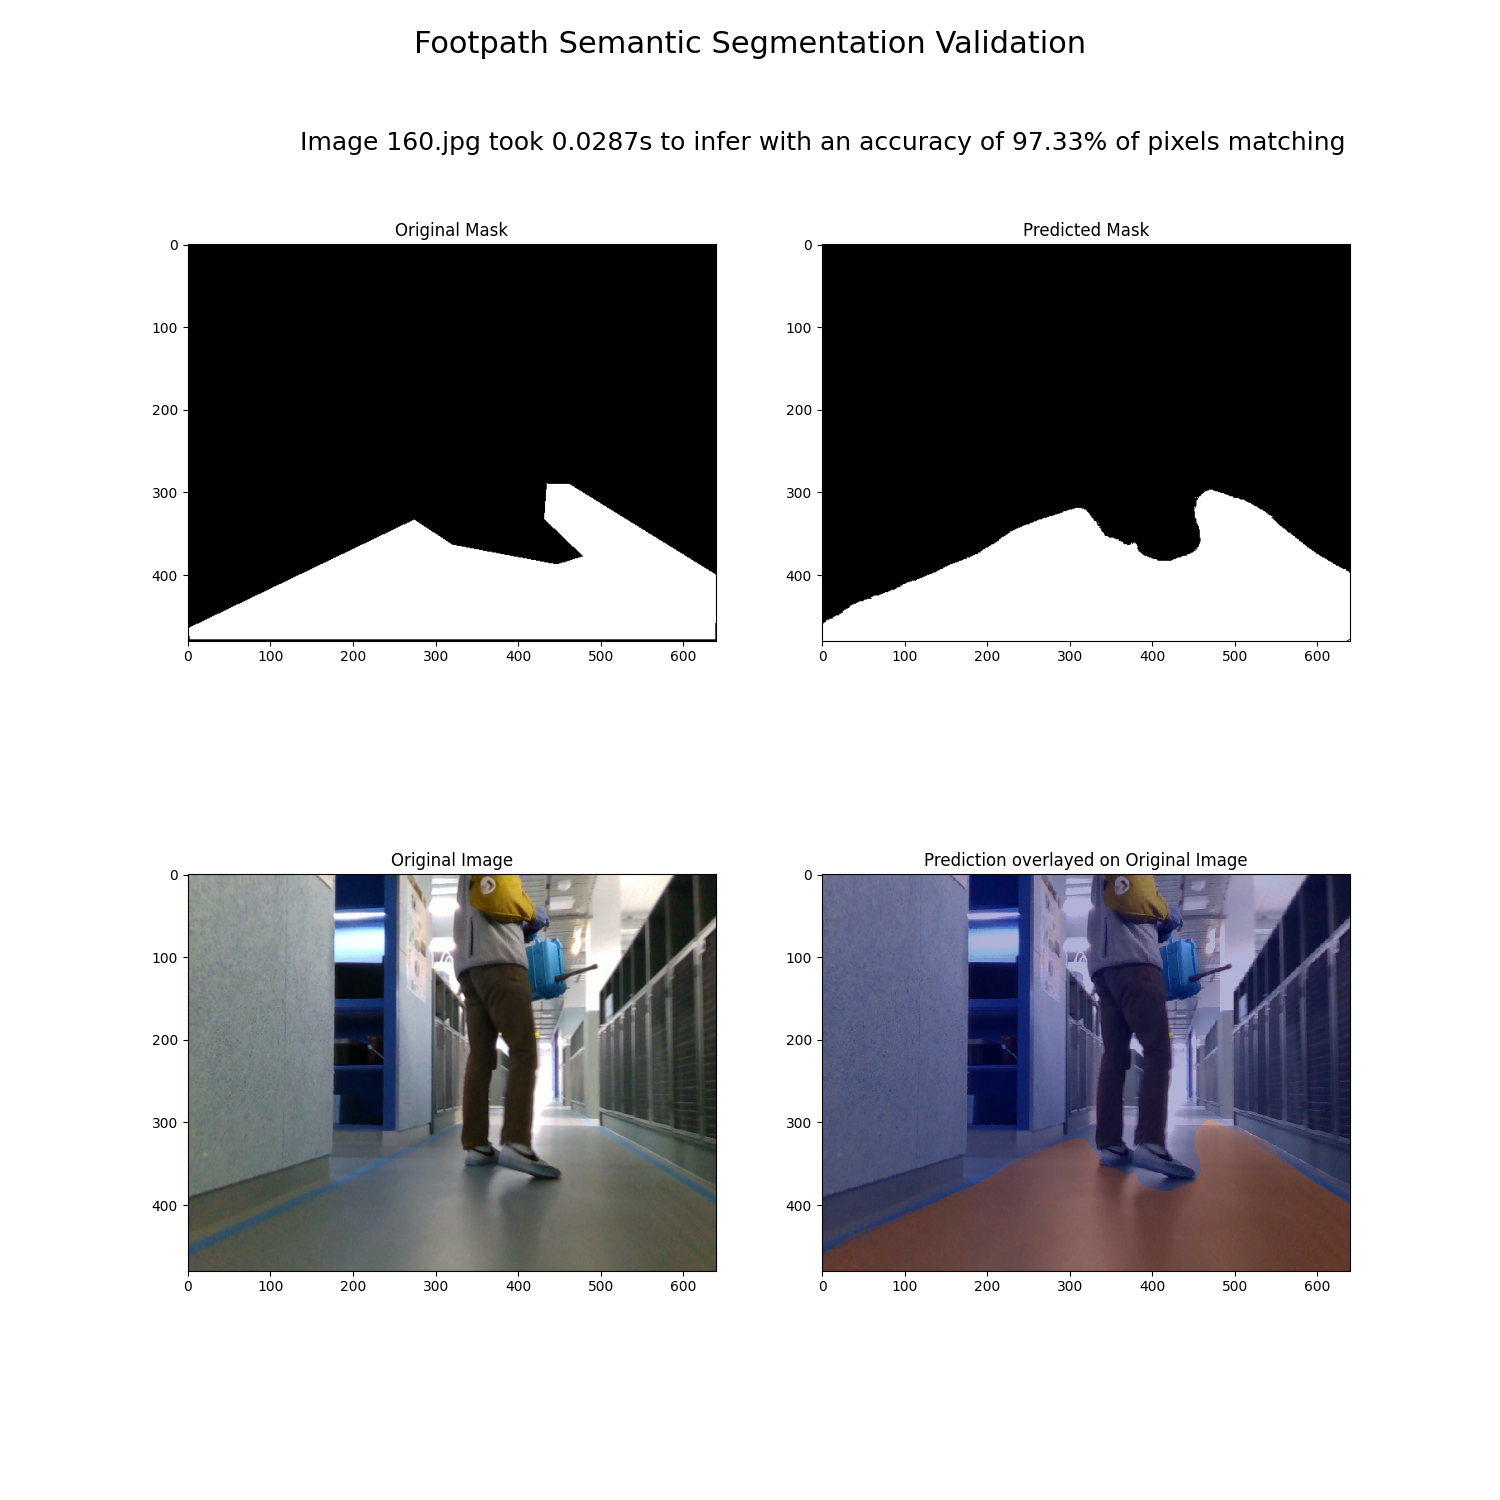 Footpath Semantic Segmentation Validation
Image 160.jpg took 0.0287s to infer with an accuracy of 97.33% of pixels matching
Original Mask
0
100
200
300
400
0 100 200 300 400 500 600
Predicted Mask
0
100
200
300
400
0 100 200 300 400 500 600
Original Image
0
100
200
300
400
0 100 200 300 400 500 600
Prediction overlayed on Original Image
0
100
200
300
400
0 100 200 300 400 500 600